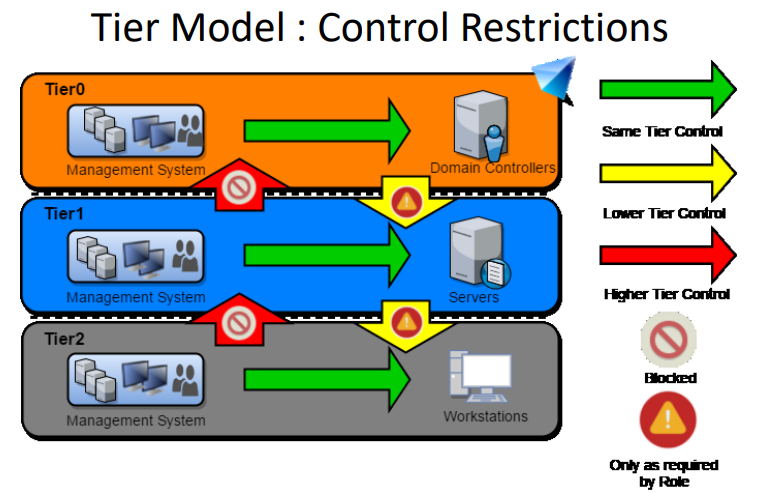 Tier Model : Control Restrictions
Tier0
Management System
Domain Controllers
Tier1
Management System
Servers
Tier2
Management System
Workstations
Same Tier Control
Lower Tier Control
Higher Tier Control
Blocked
Only as required
by Role